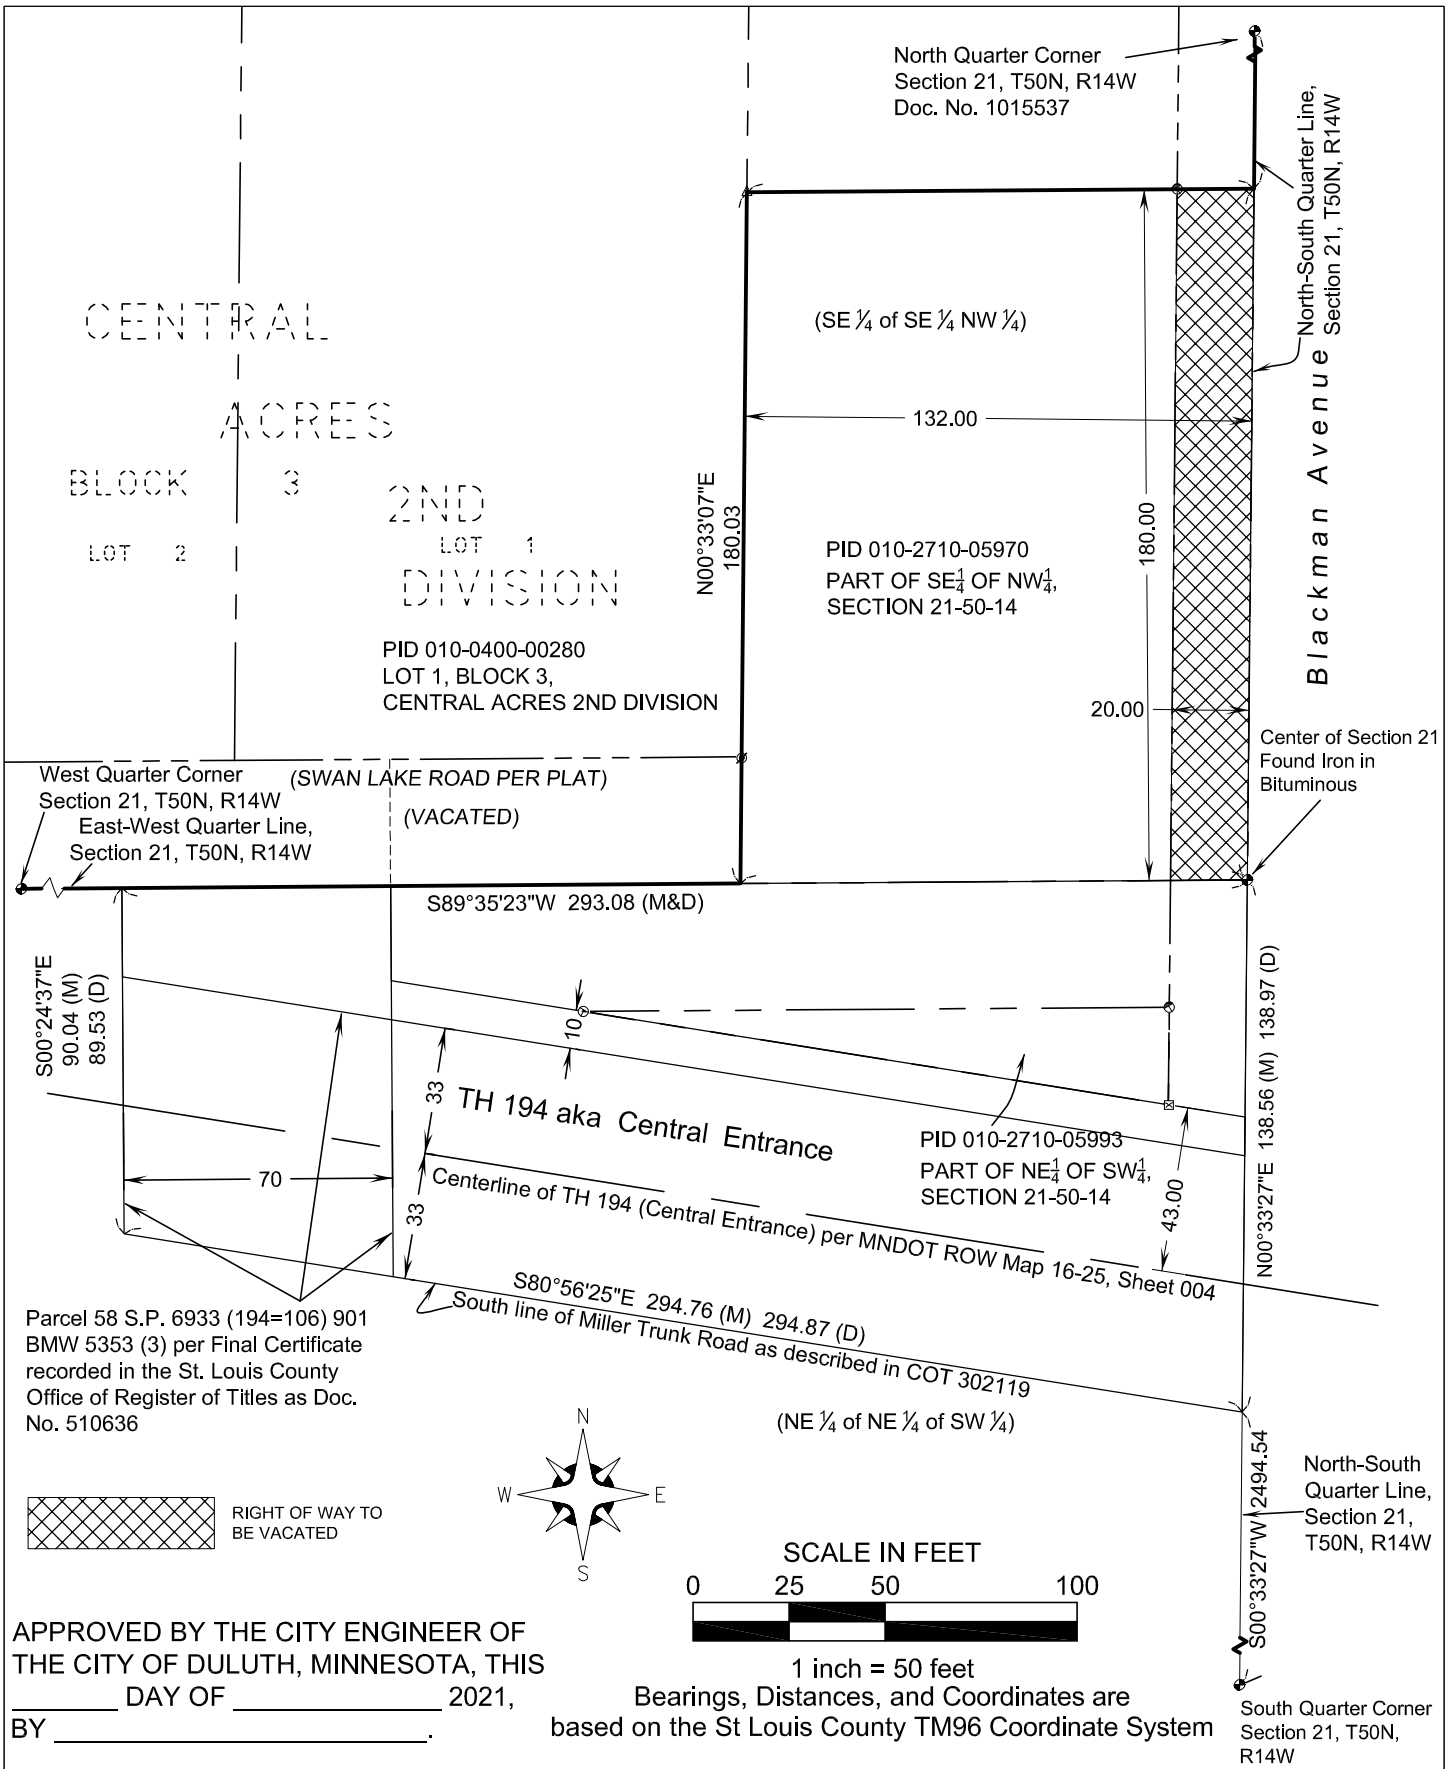 North Quarter Corner
Section 21, T50N, R14W
Doc. No. 1015537
North-South Quarter Line,
Section 21, T50N, R14W
CENTRAL
ACRES
BLOCK 3
2ND
LOT 2
LOT 1
DIVISION
(SE ¼ of SE ¼ NW ¼)
132.00
N00°33'07"E
180.03
180.00
Blackman Avenue
PID 010-2710-05970
PART OF SE¼ OF NW¼,
SECTION 21-50-14
PID 010-0400-00280
LOT 1, BLOCK 3,
CENTRAL ACRES 2ND DIVISION
20.00
Center of Section 21
Found Iron in
Bituminous
West Quarter Corner
Section 21, T50N, R14W
(SWAN LAKE ROAD PER PLAT)
(VACATED)
East-West Quarter Line,
Section 21, T50N, R14W
S89°35'23"W 293.08 (M&D)
S00°24'37"E
90.04 (M)
89.53 (D)
10
33
33
70
TH 194 aka Central Entrance
Centerline of TH 194 (Central Entrance) per MNDOT ROW Map 16-25, Sheet 004
PID 010-2710-05993
PART OF NE¼ OF SW¼,
SECTION 21-50-14
43.00
N00°33'27"E 138.56 (M) 138.97 (D)
S80°56'25"E 294.76 (M) 294.87 (D)
South line of Miller Trunk Road as described in COT 302119
(NE ¼ of NE ¼ of SW ¼)
Parcel 58 S.P. 6933 (194=106) 901
BMW 5353 (3) per Final Certificate
recorded in the St. Louis County
Office of Register of Titles as Doc.
No. 510636
N
W E
S
S00°33'27"W 2494.54
North-South
Quarter Line,
Section 21,
T50N, R14W
RIGHT OF WAY TO
BE VACATED
SCALE IN FEET
0 25 50 100
1 inch = 50 feet
Bearings, Distances, and Coordinates are
based on the St Louis County TM96 Coordinate System
APPROVED BY THE CITY ENGINEER OF
THE CITY OF DULUTH, MINNESOTA, THIS
______ DAY OF ______________ 2021,
BY _________________________.
South Quarter Corner
Section 21, T50N,
R14W